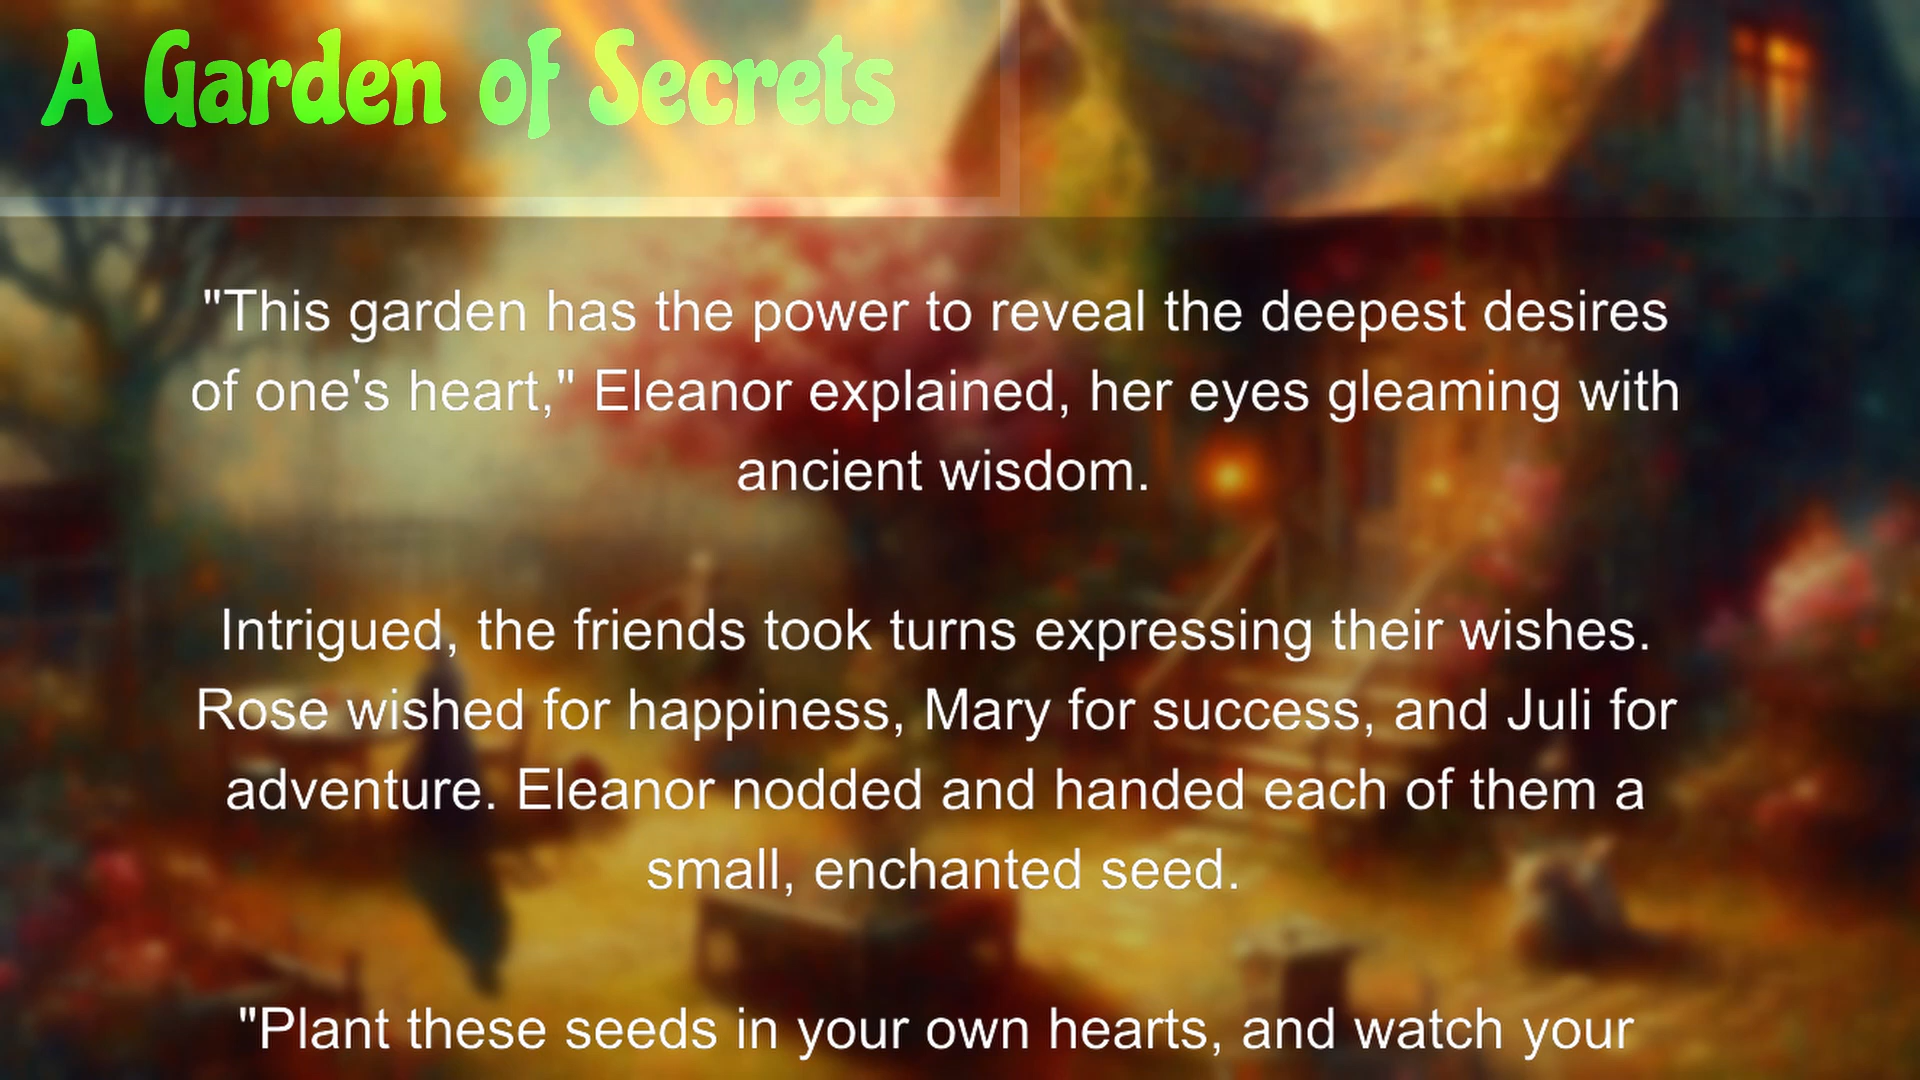 A Garden of Secrets
"This garden has the power to reveal the deepest desires
of one's heart," Eleanor explained, her eyes gleaming with
ancient wisdom.
Intrigued, the friends took turns expressing their wishes.
Rose wished for happiness, Mary for success, and Juli for
adventure. Eleanor nodded and handed each of them a
small, enchanted seed.
"Plant these seeds in your own hearts, and watch your